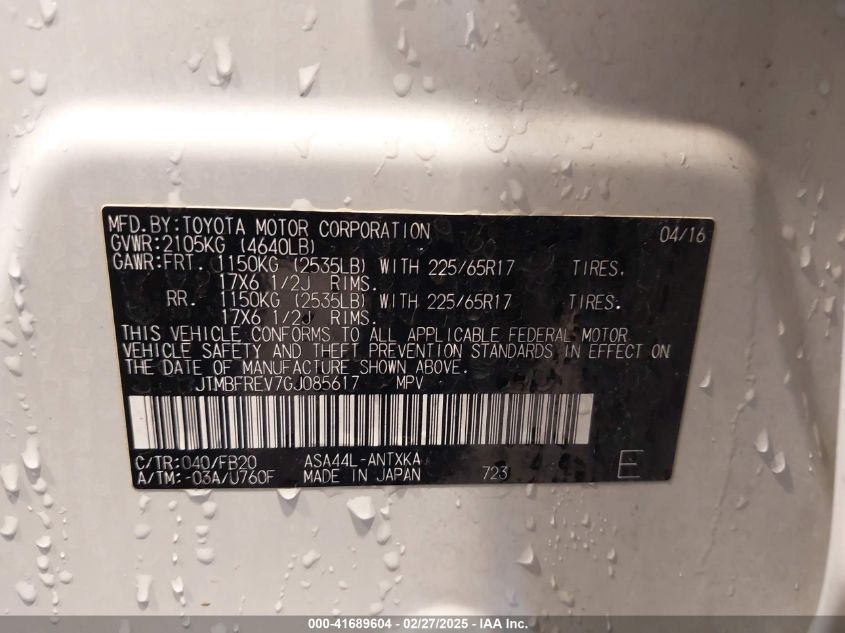 MFD.BY:TOYOTA MOTOR CORPORATION 04/16
GVWR:2105KG (4640LB)
GAWR:FRT. 1150KG (2535LB) WITH 225/65R17 TIRES.
17X6 1/2J RIMS.
RR. 1150KG (2535LB) WITH 225/65R17 TIRES.
17X6 1/2J RIMS.
THIS VEHICLE CONFORMS TO ALL APPLICABLE FEDERAL MOTOR
VEHICLE SAFETY AND THEFT PREVENTION STANDARDS IN EFFECT ON
THE DATE OF MANUFACTURE SHOWN ABOVE.
JTMBFREV7GJ085617 MPV
C/TR:040/FB20 ASA44L-ANTXKA
A/TM:-03A/U760F MADE IN JAPAN 723 E
000-41689604 - 02/27/2025 - IAA Inc.